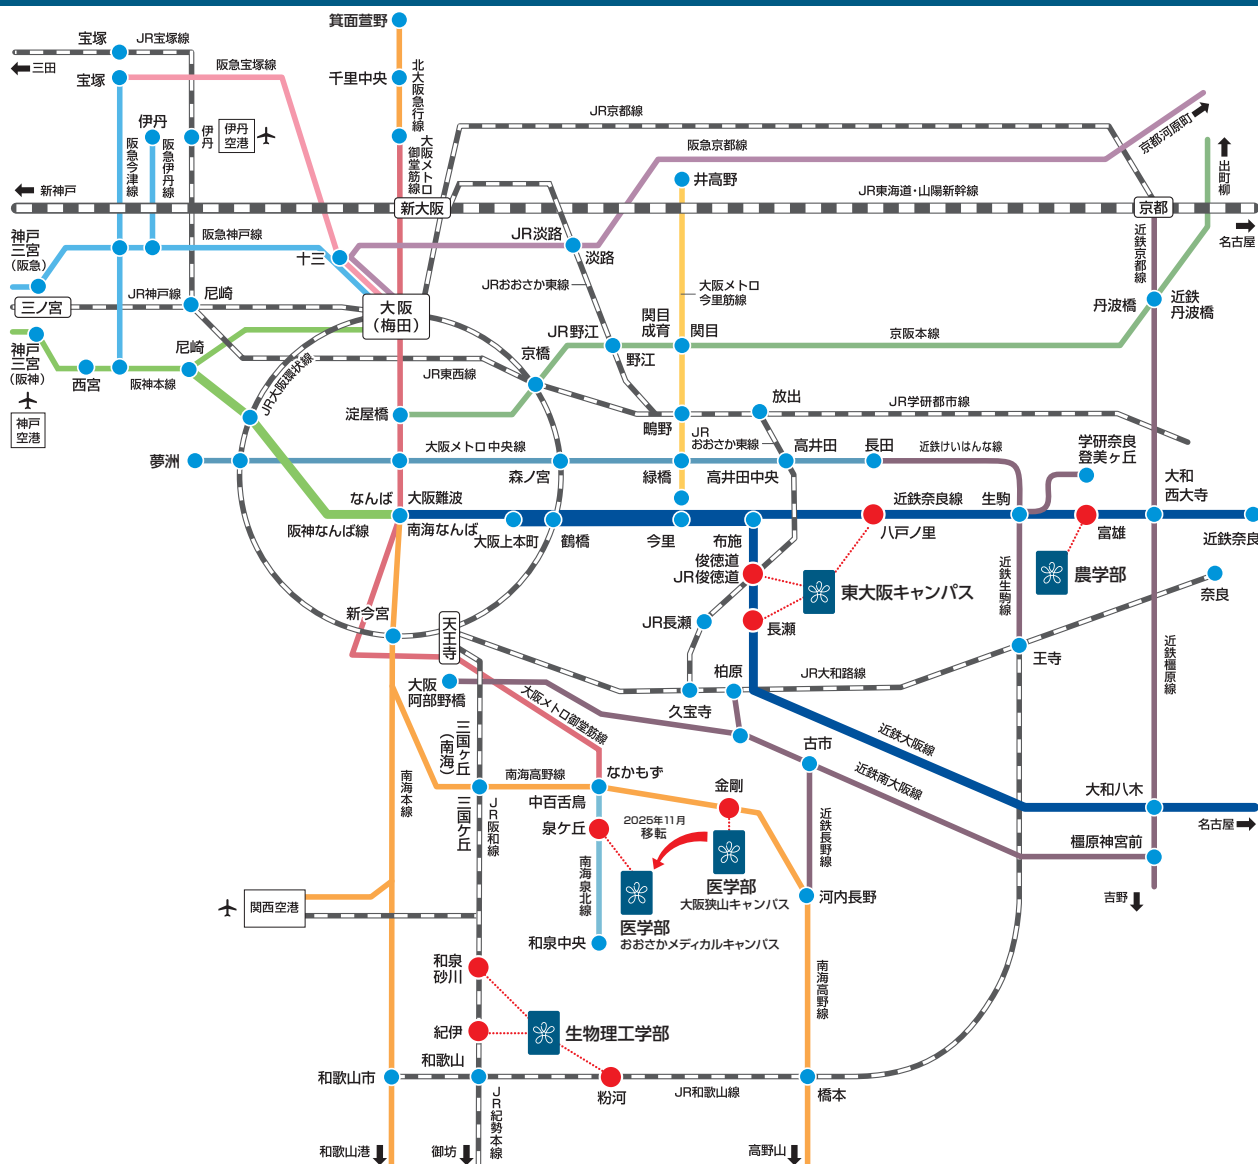 箕面萱野
宝塚
JR宝塚線
三田
宝塚
阪急宝塚線
千里中央
北大阪急行線
伊丹
伊丹
伊丹
空港
阪急今津線
阪急伊丹線
大阪メトロ
御堂筋線
JR京都線
阪急京都線
京都河原町
出町柳
井高野
新神戸
新大阪
JR東海道・山陽新幹線
京都
名古屋
神戸
三宮
(阪急)
阪急神戸線
十三
JR淡路
淡路
近鉄京都線
JRおおさか東線
大阪メトロ
今里筋線
三ノ宮
JR神戸線
尼崎
大阪
(梅田)
丹波橋
近鉄
丹波橋
関目
成育
関目
京阪本線
JR野江
野江
神戸
三宮
(阪神)
西宮
阪神本線
尼崎
JR大阪環状線
JR東西線
京橋
神戸
空港
淀屋橋
鴫野
放出
JR学研都市線
JR
おおさか東線
夢洲
大阪メトロ中央線
森ノ宮
緑橋
高井田中央
高井田
長田
近鉄けいはんな線
学研奈良
登美ヶ丘
大和
西大寺
なんば
大阪難波
阪神なんば線
南海なんば
大阪上本町
鶴橋
今里
布施
近鉄奈良線
八戸ノ里
生駒
富雄
近鉄奈良
俊徳道
JR俊徳道
東大阪キャンパス
農学部
近鉄生駒線
奈良
新今宮
天王寺
JR長瀬
長瀬
王寺
近鉄橿原線
大阪
阿部野橋
柏原
JR大和路線
久宝寺
大阪メトロ御堂筋線
三国ヶ丘
(南海)
古市
近鉄大阪線
近鉄南大阪線
南海本線
南海高野線
なかもず
中百舌鳥
三国ケ丘
JR阪和線
金剛
2025年11月
移転
泉ケ丘
近鉄長野線
大和八木
名古屋
橿原神宮前
南海泉北線
医学部
大阪狭山キャンパス
河内長野
吉野
関西空港
医学部
おおさかメディカルキャンパス
和泉中央
和泉
砂川
南海高野線
紀伊
生物理工学部
和歌山市
和歌山
粉河
JR和歌山線
橋本
JR紀勢本線
和歌山港
御坊
高野山